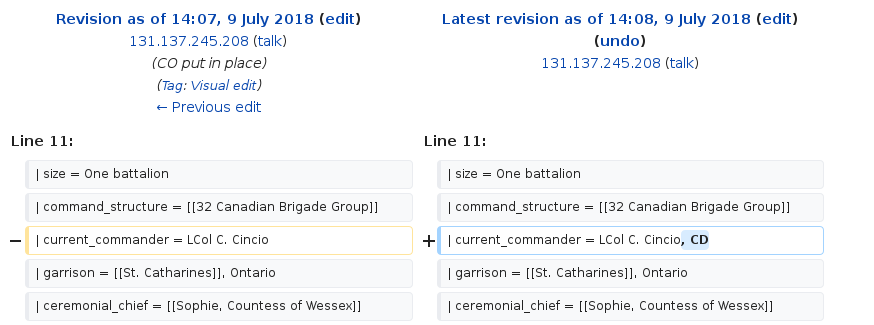 Revision as of 14:07, 9 July 2018 (edit)
131.137.245.208 (talk)
(CO put in place)
(Tag: Visual edit)
← Previous edit
Latest revision as of 14:08, 9 July 2018 (edit)
(undo)
131.137.245.208 (talk)
Line 11:
Line 11:
| size = One battalion
| size = One battalion
| command_structure = [[32 Canadian Brigade Group]]
| command_structure = [[32 Canadian Brigade Group]]
− | current_commander = LCol C. Cincio
+ | current_commander = LCol C. Cincio, CD
| garrison = [[St. Catharines]], Ontario
| garrison = [[St. Catharines]], Ontario
| ceremonial_chief = [[Sophie, Countess of Wessex]]
| ceremonial_chief = [[Sophie, Countess of Wessex]]